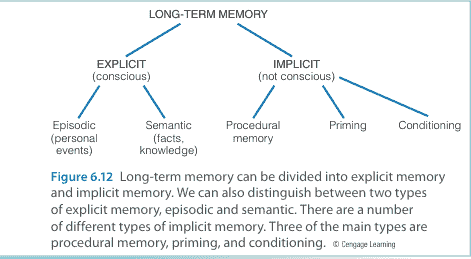 LONG-TERM MEMORY
EXPLICIT IMPLICIT
(conscious) (not conscious)
Episodic Semantic Procedural Priming Conditioning
(personal (facts, memory
events) knowledge)
Figure 6.12 Long-term memory can be divided into explicit memory
and implicit memory. We can also distinguish between two types
of explicit memory, episodic and semantic. There are a number
of different types of implicit memory. Three of the main types are
procedural memory, priming, and conditioning. © Cengage Learning